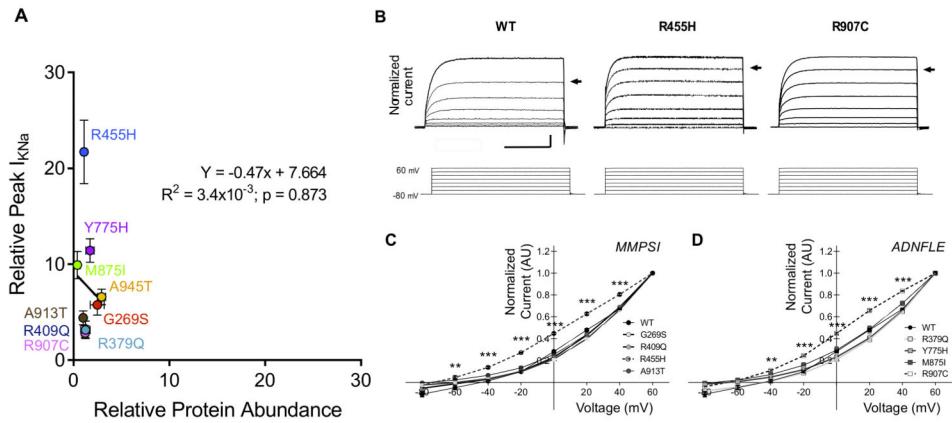 A
30
20
10
0
0
10
20
30
Relative Peak I_KNa
Relative Protein Abundance
R455H
Y = -0.47x + 7.664
R² = 3.4x10⁻³; p = 0.873
Y775H
M875I
A945T
A913T
G269S
R409Q
R907C
R379Q
B
WT
R455H
R907C
Normalized
current
60 mV
-80 mV
C
Normalized
Current (AU)
1.2
1.0
0.8
0.6
0.4
MMPSI
**
***
***
***
***
***
WT
G269S
R409Q
R455H
A913T
-60
-40
-20
20
40
60
Voltage (mV)
D
Normalized
Current (AU)
1.2
1.0
0.8
0.6
0.4
ADNFLE
**
***
***
***
***
WT
R379Q
Y775H
M875I
R907C
-60
-40
-20
20
40
60
Voltage (mV)